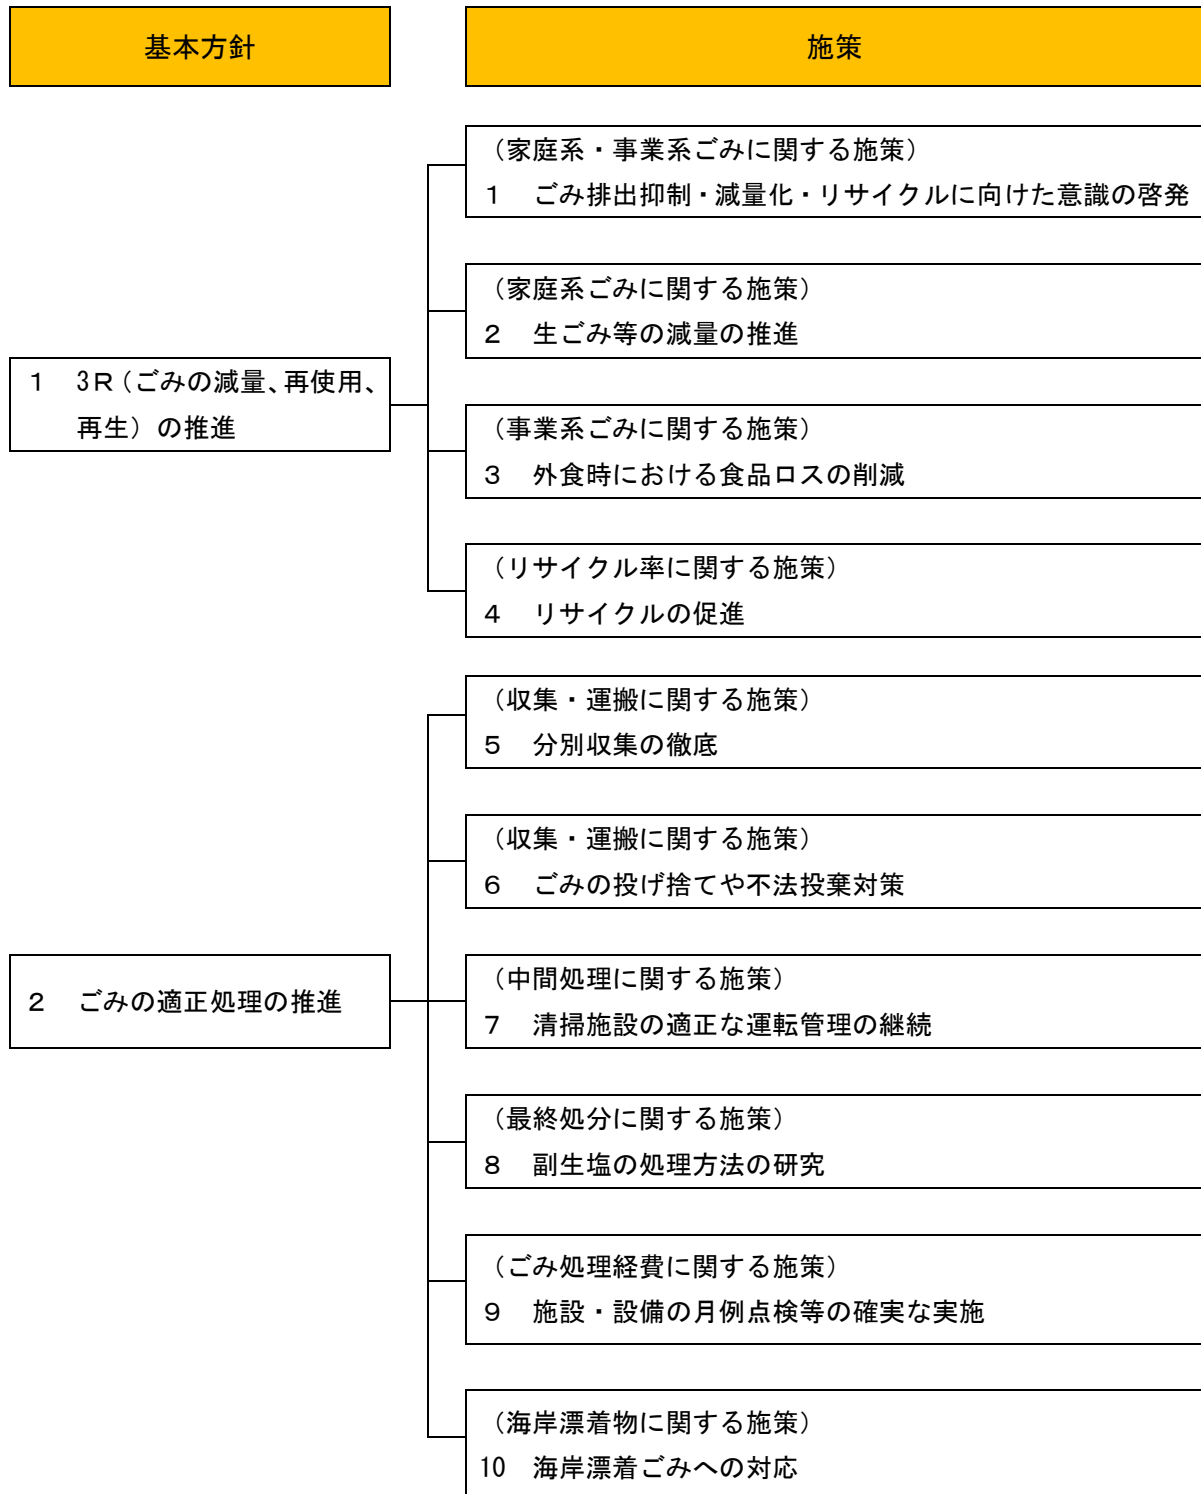 基本方針
施策
(家庭系・事業系ごみに関する施策)
1 ごみ排出抑制・減量化・リサイクルに向けた意識の啓発
(家庭系ごみに関する施策)
2 生ごみ等の減量の推進
1 3R(ごみの減量、再使用、
再生)の推進
(事業系ごみに関する施策)
3 外食時における食品ロスの削減
(リサイクル率に関する施策)
4 リサイクルの促進
(収集・運搬に関する施策)
5 分別収集の徹底
(収集・運搬に関する施策)
6 ごみの投げ捨てや不法投棄対策
2 ごみの適正処理の推進
(中間処理に関する施策)
7 清掃施設の適正な運転管理の継続
(最終処分に関する施策)
8 副生塩の処理方法の研究
(ごみ処理経費に関する施策)
9 施設・設備の月例点検等の確実な実施
(海岸漂着物に関する施策)
10 海岸漂着ごみへの対応